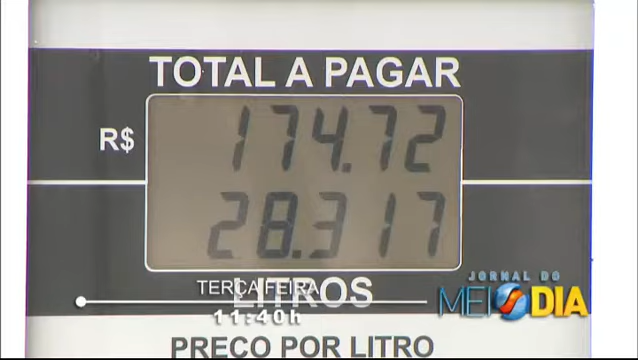 TOTAL A PAGAR
R$ 174.72
28.317
LITROS
TERÇA FEIRA
11:40h
JORNAL DO
MEIO DIA
PREÇO POR LITRO